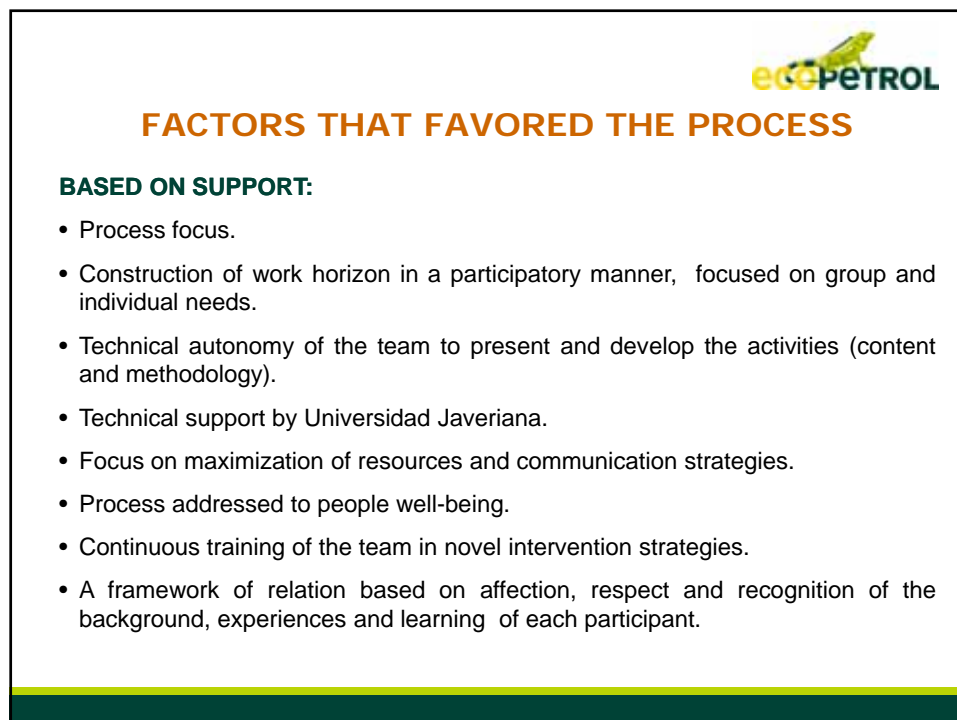 ecopetrol
FACTORS THAT FAVORED THE PROCESS
BASED ON SUPPORT:
• Process focus.
• Construction of work horizon in a participatory manner, focused on group and
individual needs.
• Technical autonomy of the team to present and develop the activities (content
and methodology).
• Technical support by Universidad Javeriana.
• Focus on maximization of resources and communication strategies.
• Process addressed to people well-being.
• Continuous training of the team in novel intervention strategies.
• A framework of relation based on affection, respect and recognition of the
background, experiences and learning of each participant.